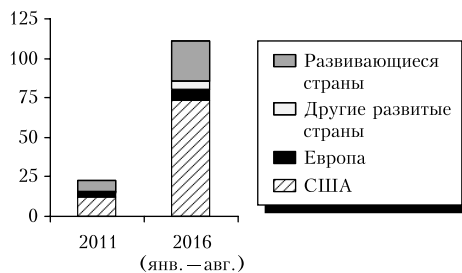 125
100
75
50
25
0
2011
2016
(янв. – авг.)
Развивающиеся
страны
Другие развитые
страны
Европа
США